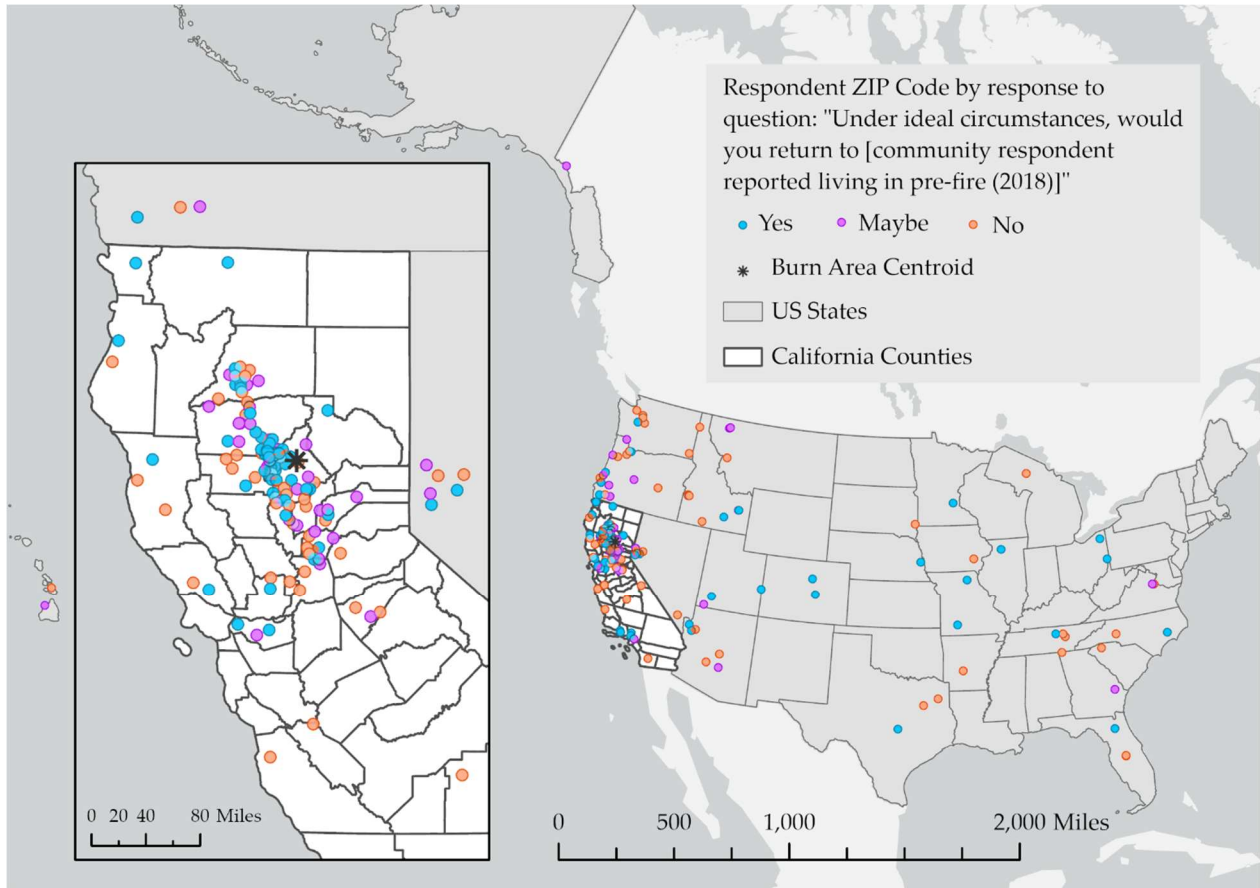 Respondent ZIP Code by response to
question: "Under ideal circumstances, would
you return to [community respondent
reported living in pre-fire (2018)]"
Yes Maybe No
Burn Area Centroid
US States
California Counties
0 20 40 80 Miles
0 500 1,000 2,000 Miles